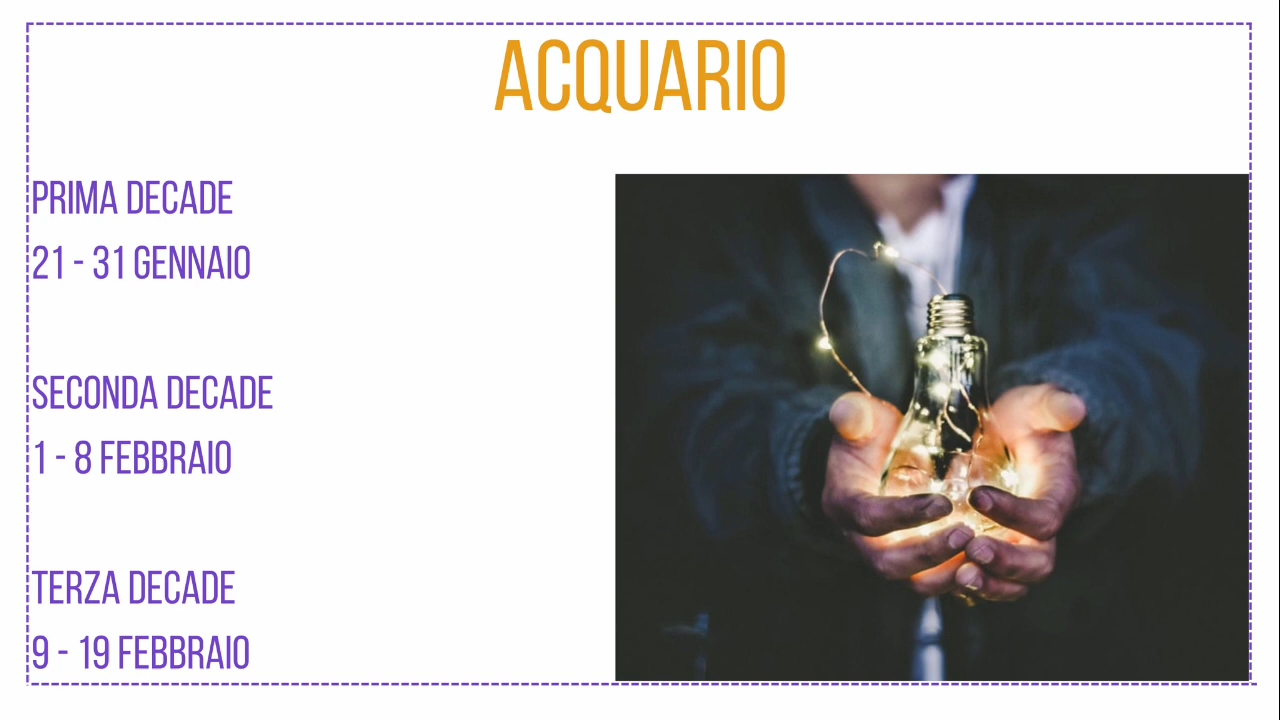 ACQUARIO
PRIMA DECADE
21 - 31 GENNAIO
SECONDA DECADE
1 - 8 FEBBRAIO
TERZA DECADE
9 - 19 FEBBRAIO